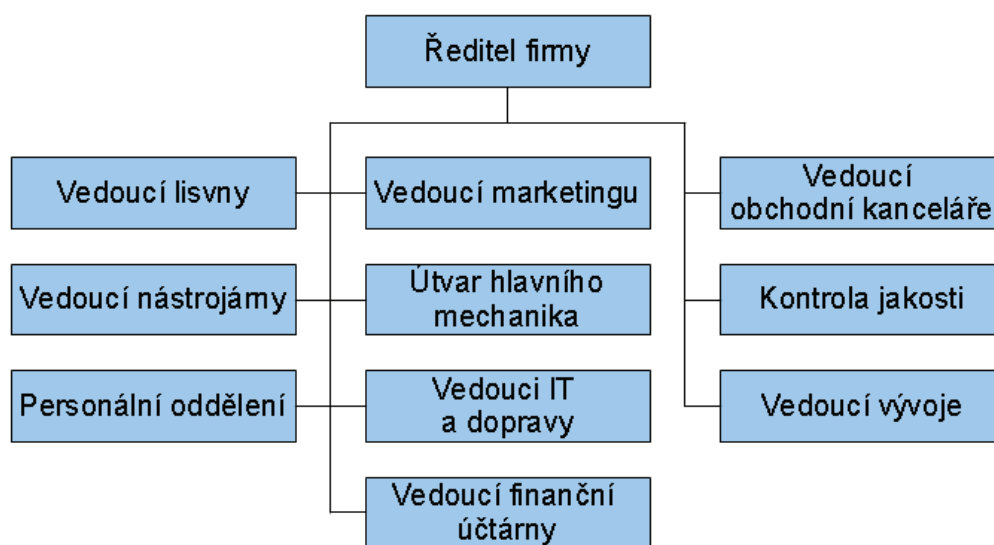 Ředitel firmy
Vedoucí lisvny
Vedoucí marketingu
Vedoucí
obchodní kanceláře
Vedoucí nástrojárny
Útvar hlavního
mechanika
Kontrola jakosti
Personální oddělení
Vedouci IT
a dopravy
Vedoucí vývoje
Vedoucí finanční
účtárny